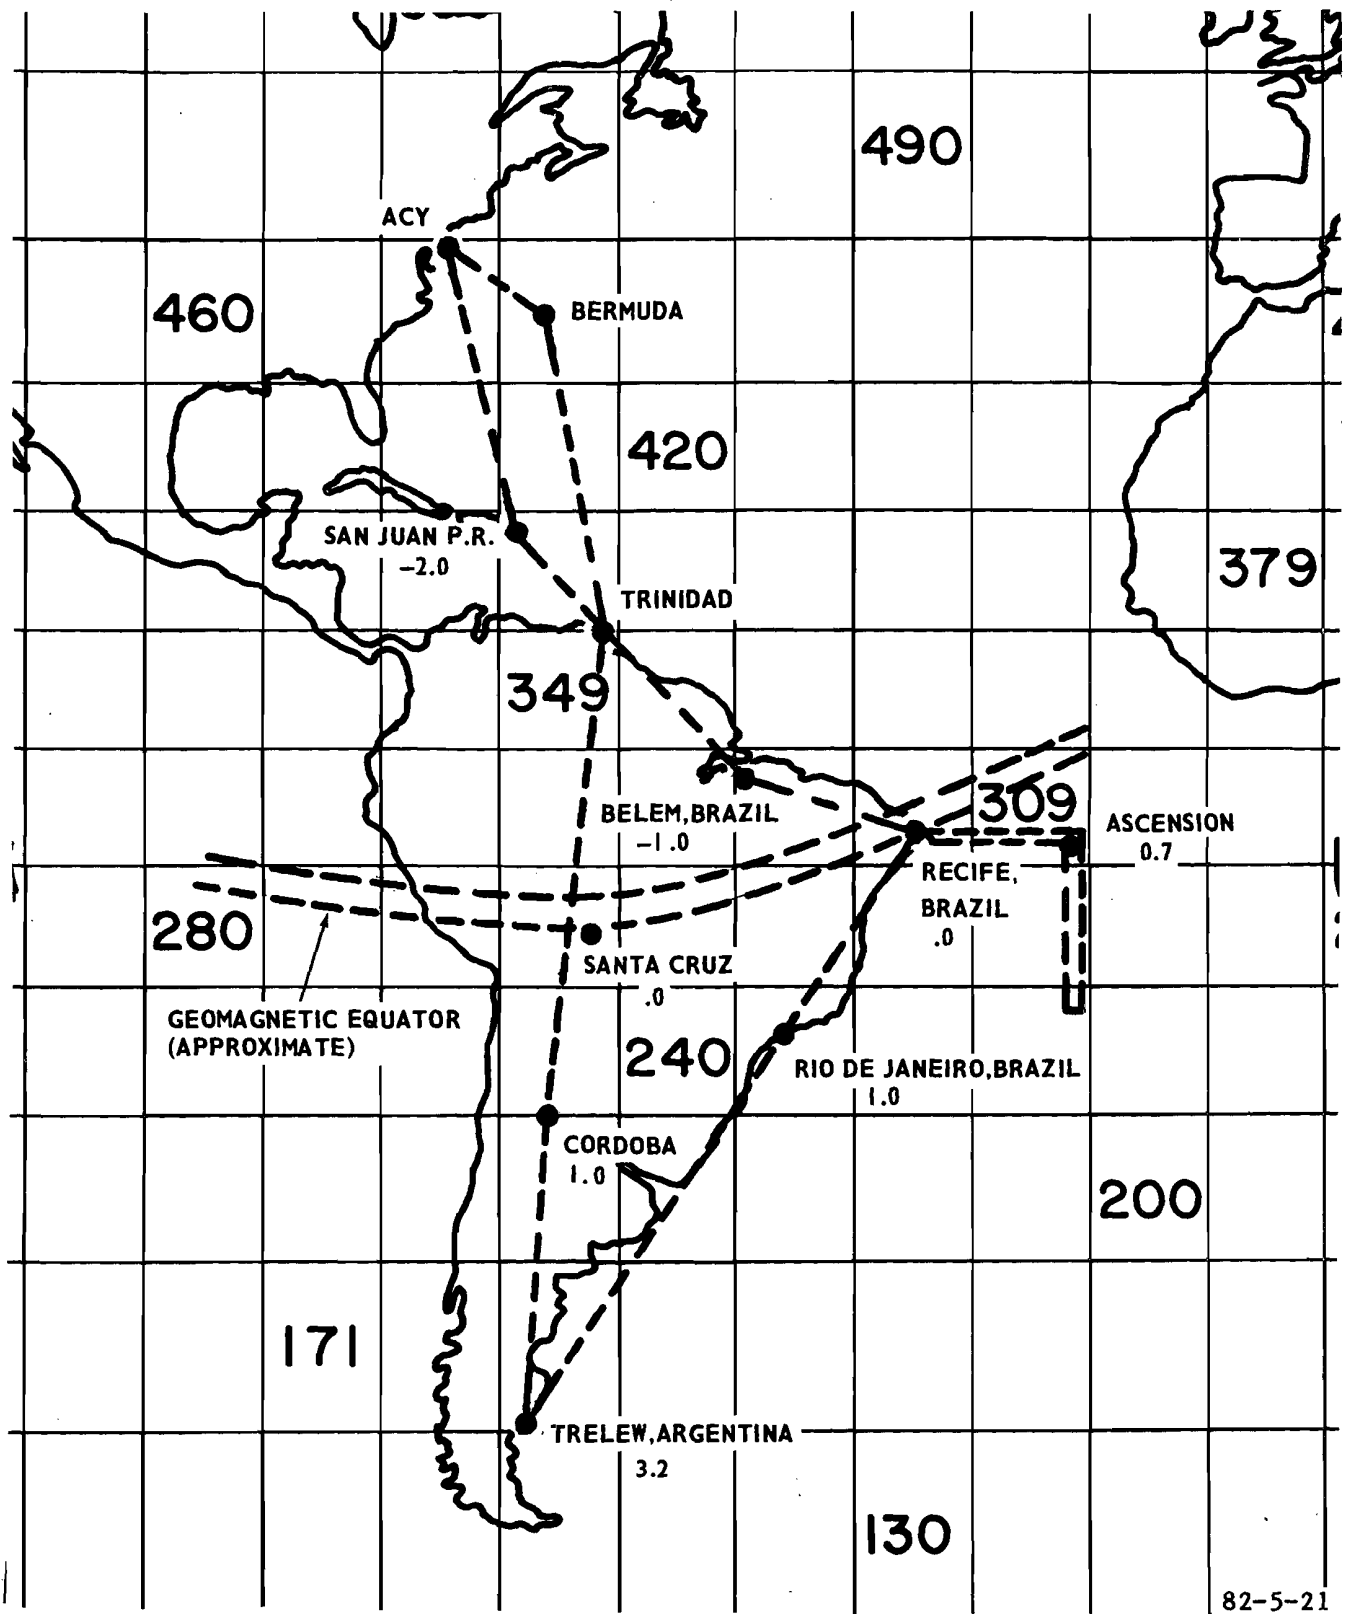 490
ACY
460
BERMUDA
420
SAN JUAN P.R.
-2.0
379
TRINIDAD
349
309
BELEM, BRAZIL
-1.0
ASCENSION
0.7
RECIFE,
BRAZIL
.0
280
SANTA CRUZ
.0
GEOMAGNETIC EQUATOR
(APPROXIMATE)
240
RIO DE JANEIRO, BRAZIL
1.0
CORDOBA
1.0
200
171
TRELEW, ARGENTINA
3.2
130
82-5-21